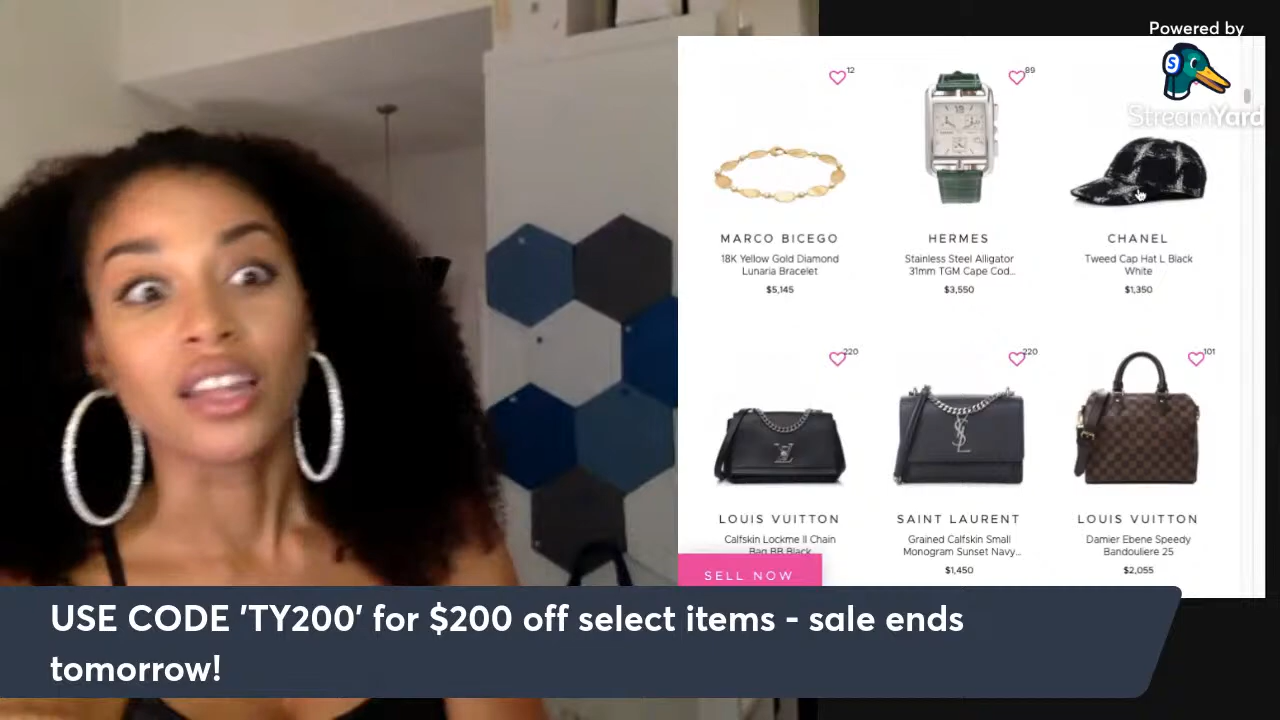 Powered by
StreamYard
12
89
MARCO BICEGO
18K Yellow Gold Diamond
Lunaria Bracelet
$5,145
HERMES
Stainless Steel Alligator
31mm TGM Cape Cod...
$3,550
CHANEL
Tweed Cap Hat L Black
White
$1,350
220
220
101
LOUIS VUITTON
Calfskin Lockme II Chain
Bag BB Black
SAINT LAURENT
Grained Calfskin Small
Monogram Sunset Navy...
$1,450
LOUIS VUITTON
Damier Ebene Speedy
Bandouliere 25
$2,055
SELL NOW
USE CODE 'TY200' for $200 off select items - sale ends
tomorrow!